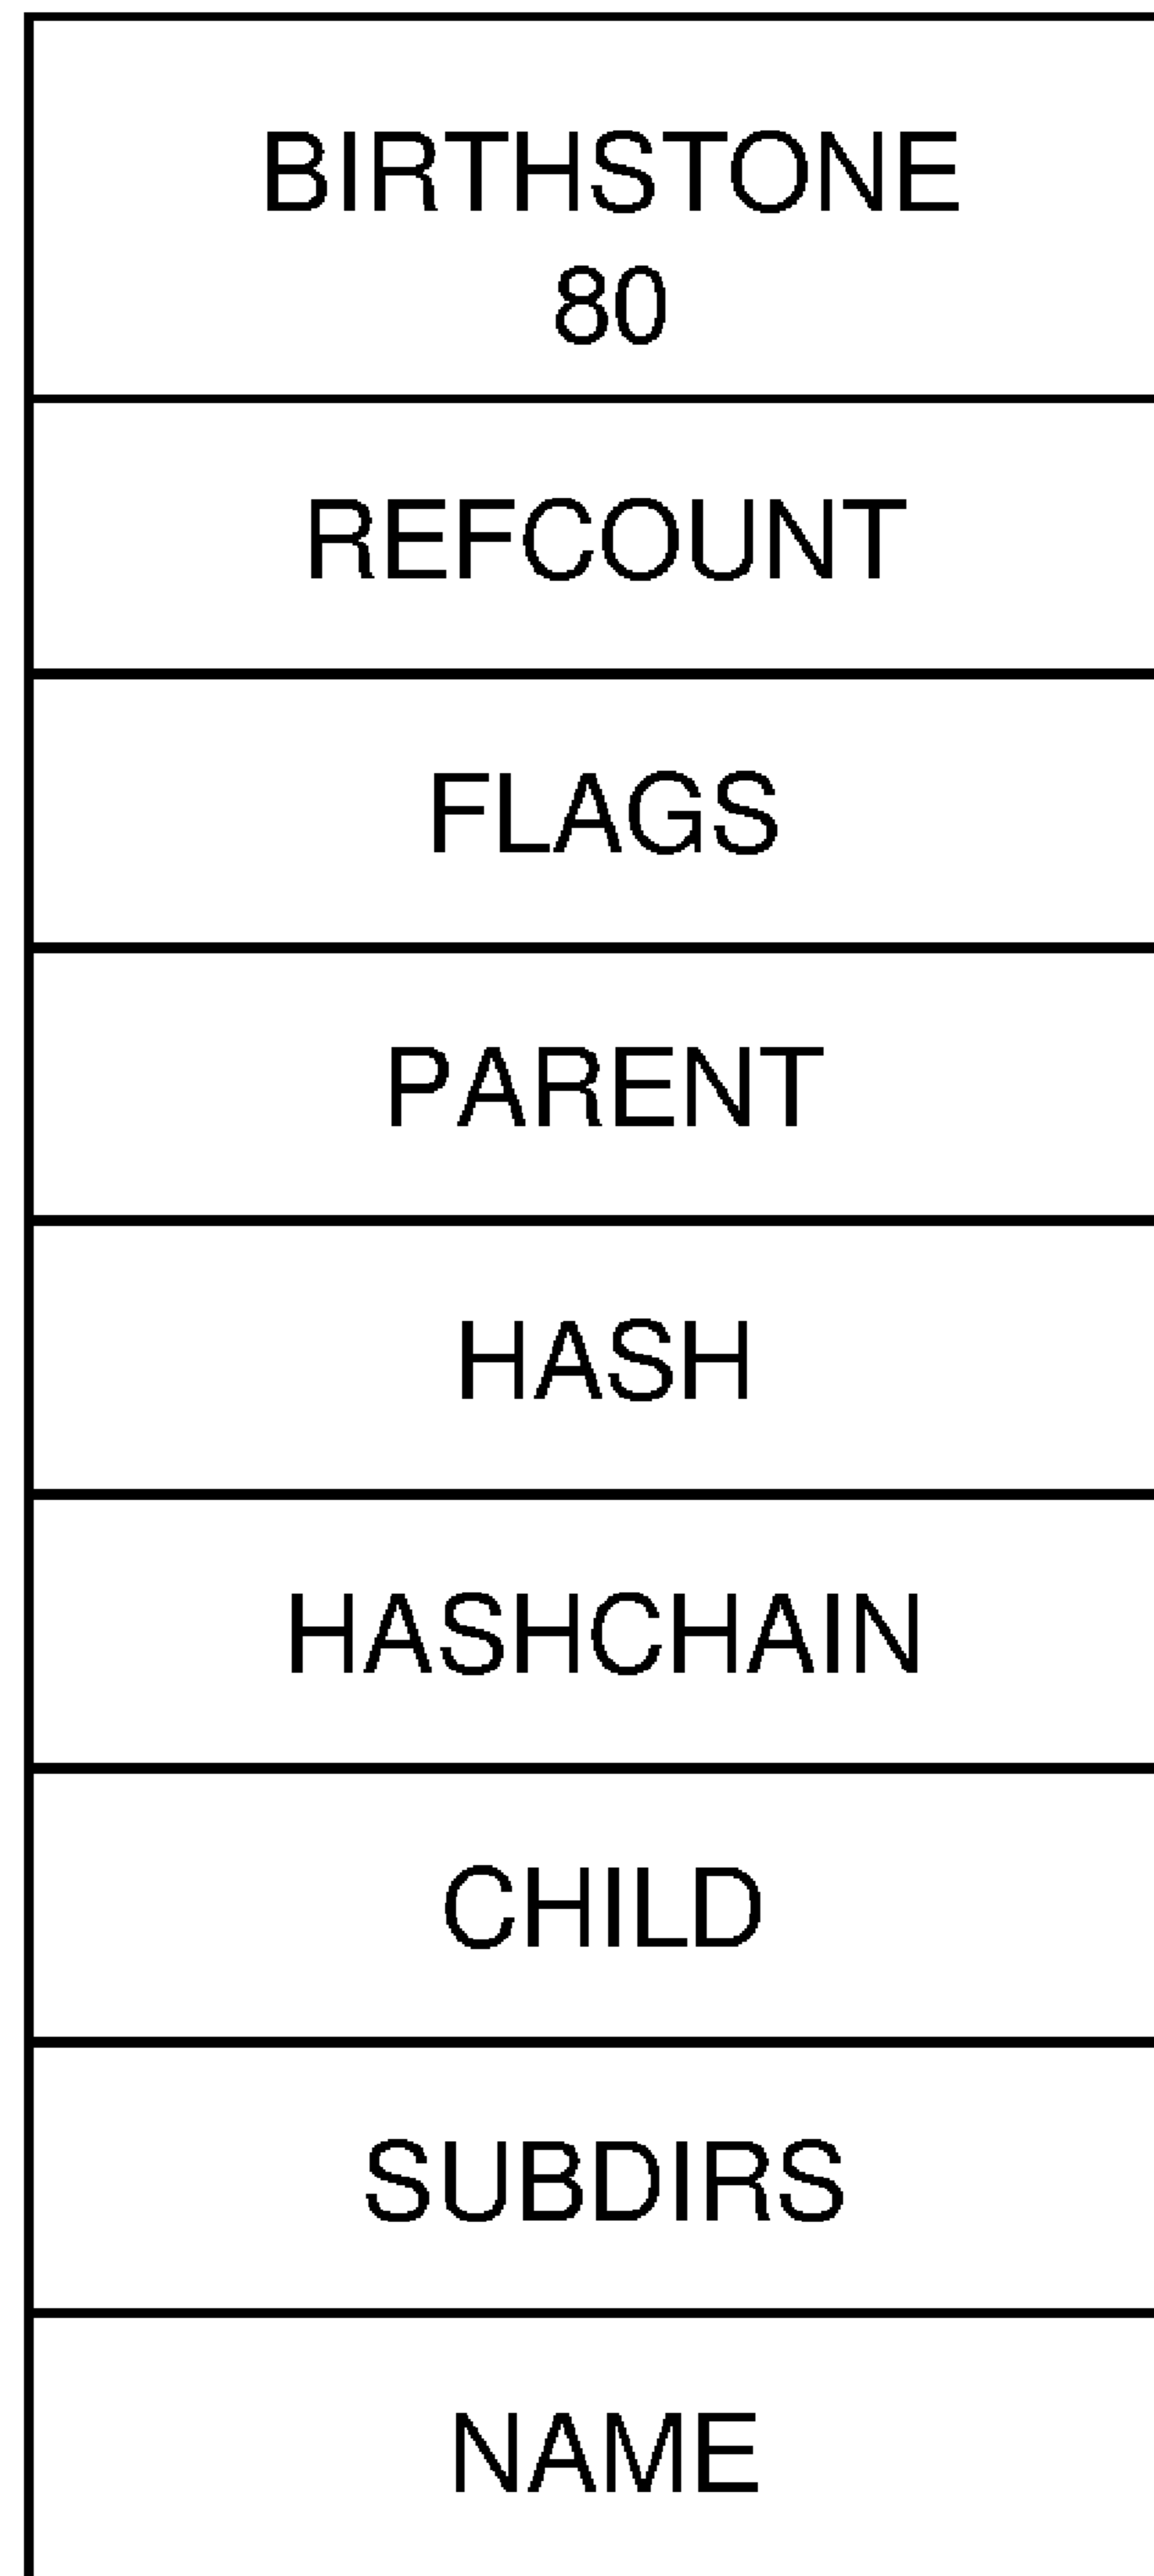 BIRTHSTONE
80
REFCOUNT
FLAGS
PARENT
HASH
HASHCHAIN
CHILD
SUBDIRS
NAME